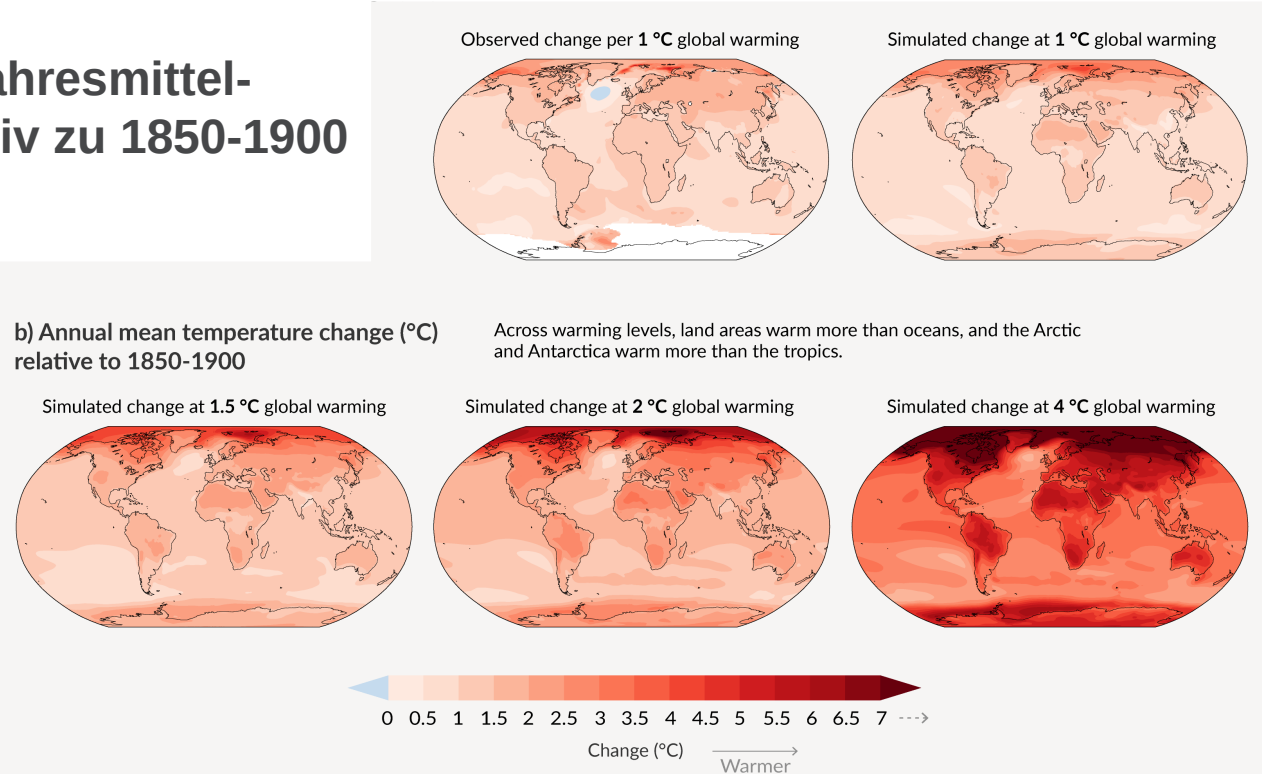 ahresmittel-
iv zu 1850-1900
Observed change per 1 °C global warming
Simulated change at 1 °C global warming
b) Annual mean temperature change (°C)
relative to 1850-1900
Across warming levels, land areas warm more than oceans, and the Arctic
and Antarctica warm more than the tropics.
Simulated change at 1.5 °C global warming
Simulated change at 2 °C global warming
Simulated change at 4 °C global warming
0 0.5 1 1.5 2 2.5 3 3.5 4 4.5 5 5.5 6 6.5 7
Change (°C)
Warmer